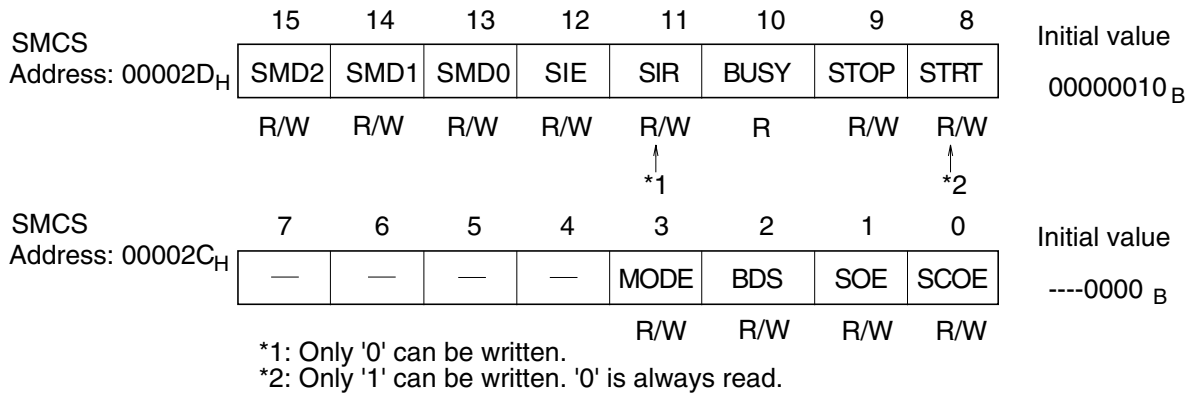 15 14 13 12 11 10 9 8
SMCS
Address: 00002DH
SMD2 SMD1 SMD0 SIE SIR BUSY STOP STRT
Initial value
00000010 B
R/W R/W R/W R/W R/W R R/W R/W
*1 *2
SMCS
Address: 00002CH
7 6 5 4 3 2 1 0
— — — — MODE BDS SOE SCOE
Initial value
----0000 B
R/W R/W R/W R/W
*1: Only '0' can be written.
*2: Only '1' can be written. '0' is always read.